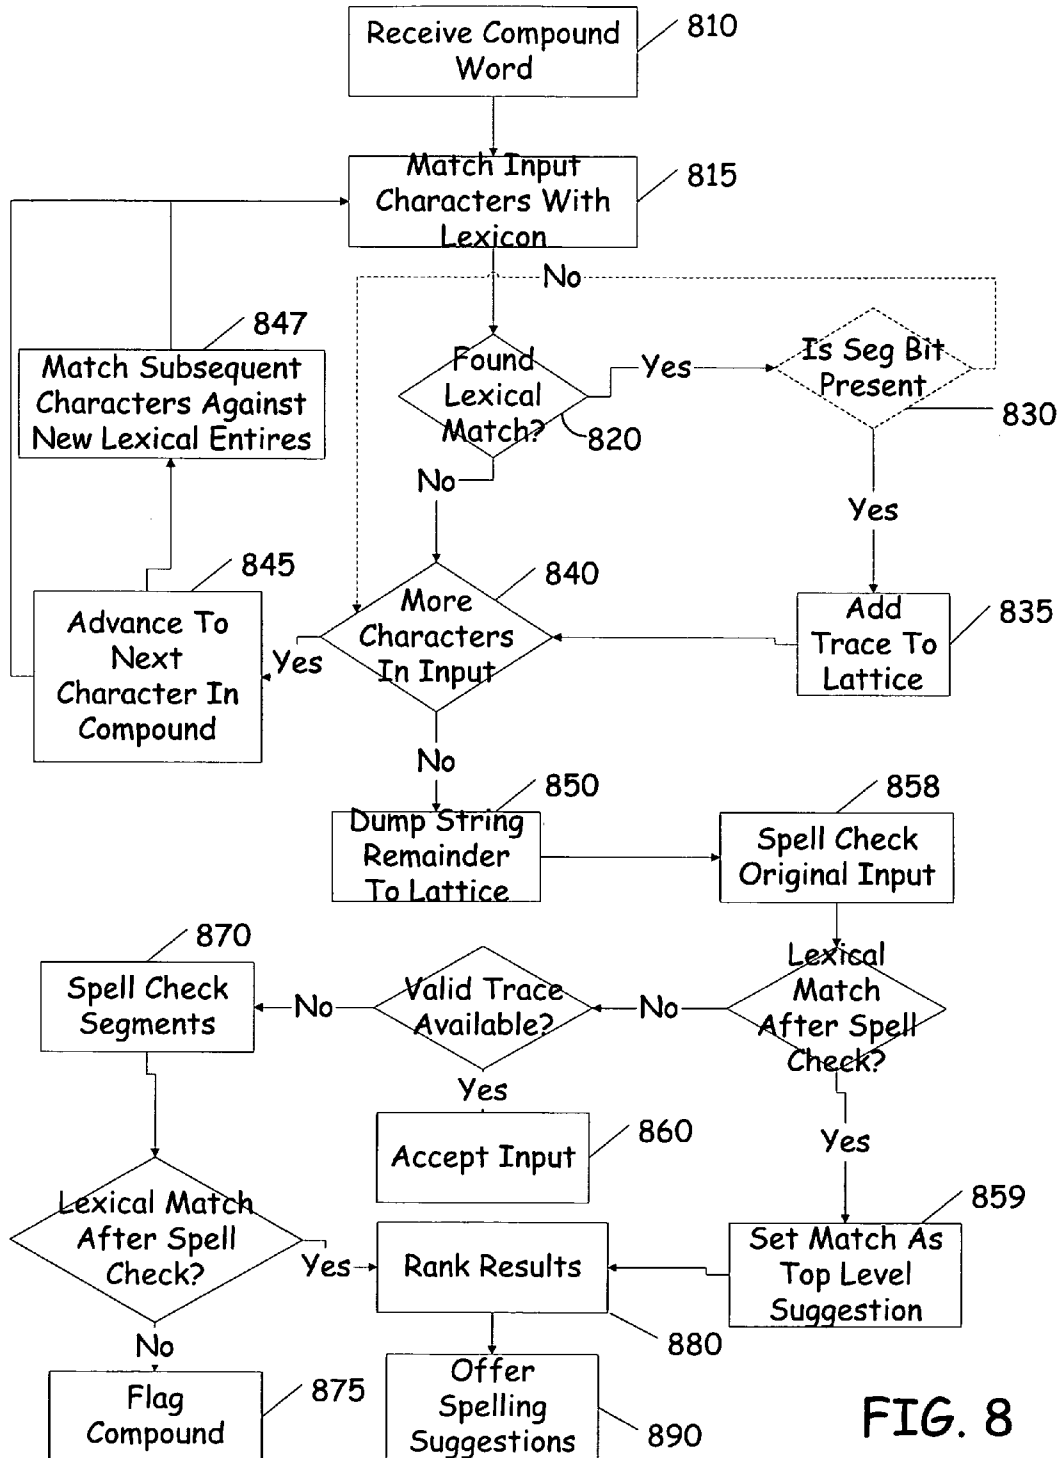 Receive Compound
Word
810
Match Input
Characters With
Lexicon
815
No
847
Match Subsequent
Characters Against
New Lexical Entires
Found
Lexical
Match?
820
Yes
Is Seg Bit
Present
830
No
Yes
845
Advance To
Next
Character In
Compound
840
More
Characters
In Input
Yes
Add
Trace To
Lattice
835
No
850
Dump String
Remainder
To Lattice
858
Spell Check
Original Input
870
Spell Check
Segments
No
Valid Trace
Available?
No
Lexical
Match
After Spell
Check?
Yes
Accept Input
860
Yes
859
Lexical Match
After Spell
Check?
Yes
Rank Results
880
Set Match As
Top Level
Suggestion
No
Flag
Compound
875
Offer
Spelling
Suggestions
890
FIG. 8